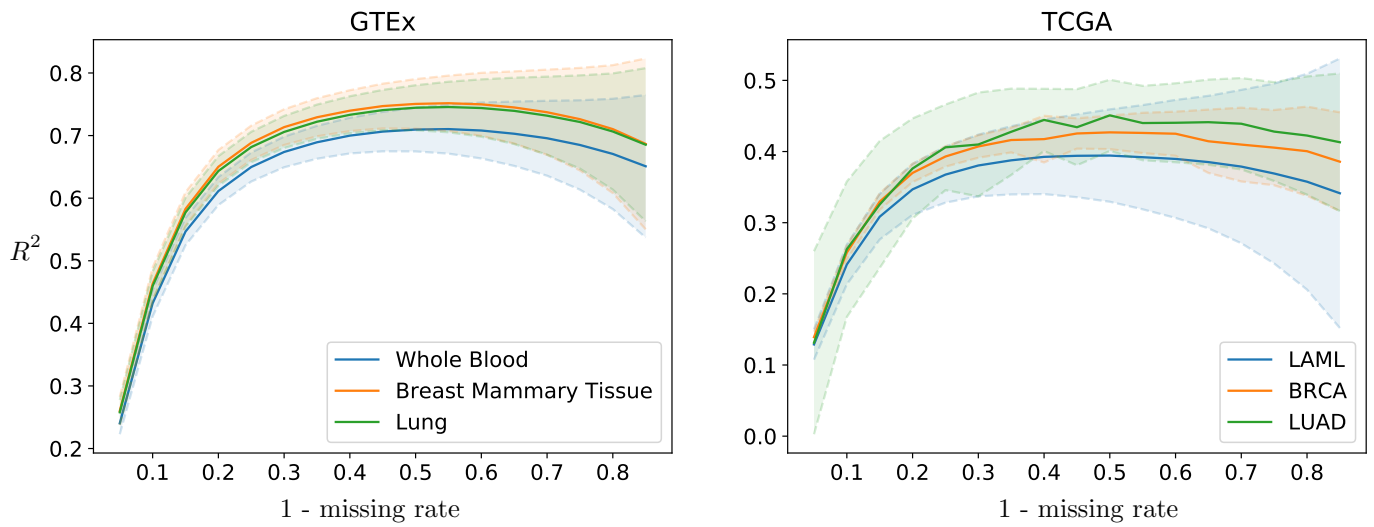 GTEx
0.8
0.7
0.6
R²
0.5
0.4
0.3
0.2
Whole Blood
Breast Mammary Tissue
Lung
0.1 0.2 0.3 0.4 0.5 0.6 0.7 0.8
1 - missing rate
TCGA
0.5
0.4
0.3
0.2
0.1
0.0
LAML
BRCA
LUAD
0.1 0.2 0.3 0.4 0.5 0.6 0.7 0.8
1 - missing rate